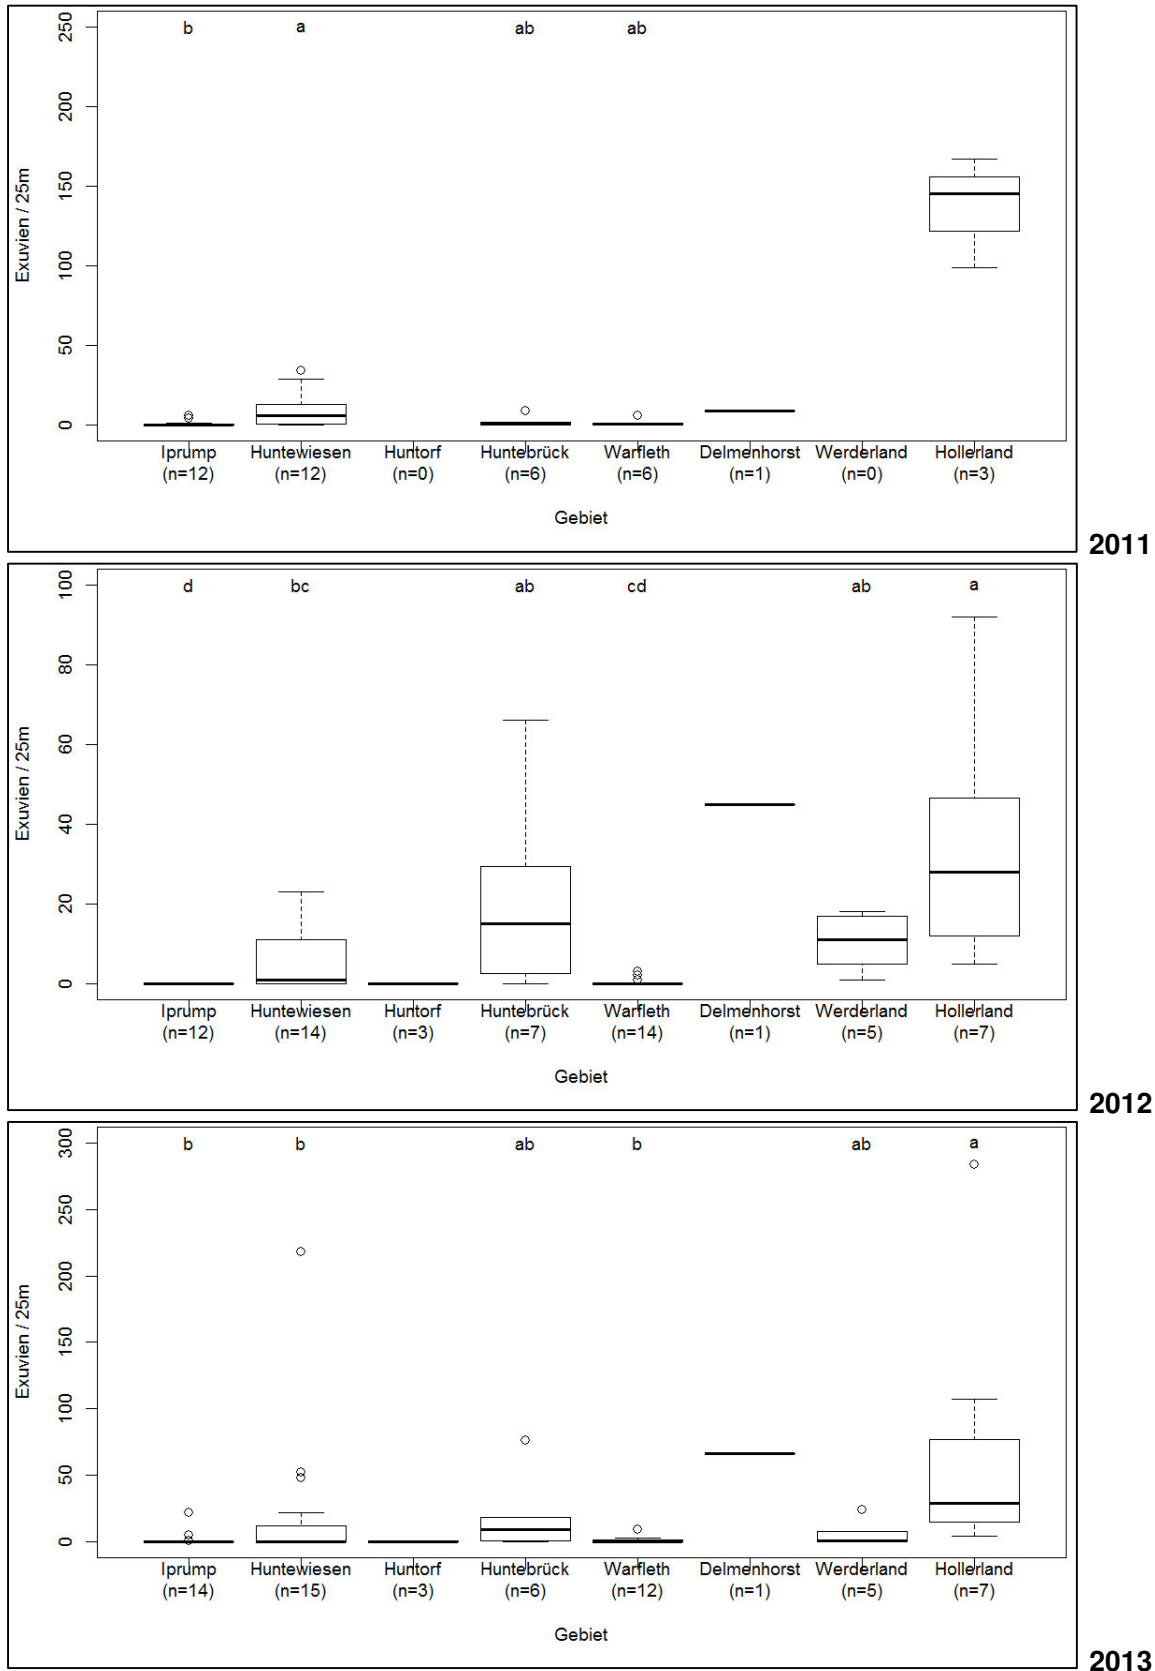 b a ab ab
250
200
150
100
50
0
Exuvien / 25m
Iprump Huntewiesen Huntorf Huntebrück Warfleth Delmenhorst Werderland Hollerland
(n=12) (n=12) (n=0) (n=6) (n=6) (n=1) (n=0) (n=3)
Gebiet
2011
d bc ab cd ab a
100
80
60
40
20
0
Exuvien / 25m
Iprump Huntewiesen Huntorf Huntebrück Warfleth Delmenhorst Werderland Hollerland
(n=12) (n=14) (n=3) (n=7) (n=14) (n=1) (n=5) (n=7)
Gebiet
2012
b b ab b ab a
300
250
200
150
100
50
0
Exuvien / 25m
Iprump Huntewiesen Huntorf Huntebrück Warfleth Delmenhorst Werderland Hollerland
(n=14) (n=15) (n=3) (n=6) (n=12) (n=1) (n=5) (n=7)
Gebiet
2013